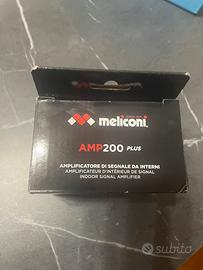 meliconi.
AMP200 PLUS
AMPLIFICATORE DI SEGNALE DA INTERNI
AMPLIFICATEUR D'INTÉRIEUR DE SIGNAL
INDOOR SIGNAL AMPLIFIER
subito